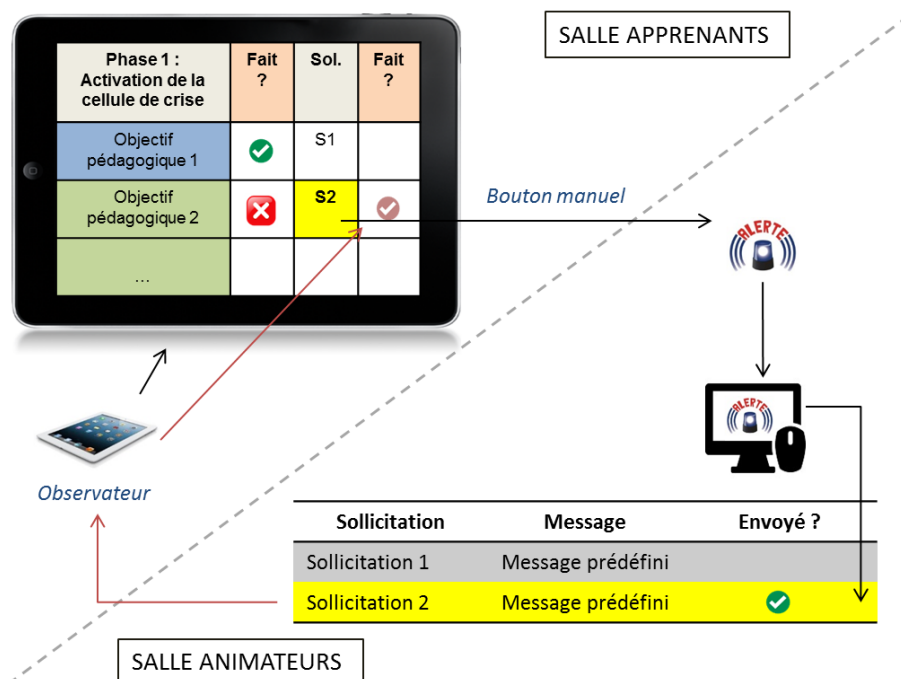 SALLE APPRENANTS
Phase 1 :
Activation de la
cellule de crise
Fait
?
Sol.
Fait
?
Objectif
pédagogique 1
S1
Objectif
pédagogique 2
S2
...
Bouton manuel
ALERTE
ALERTE
Observateur
Sollicitation Message Envoyé ?
Sollicitation 1 Message prédéfini
Sollicitation 2 Message prédéfini
SALLE ANIMATEURS